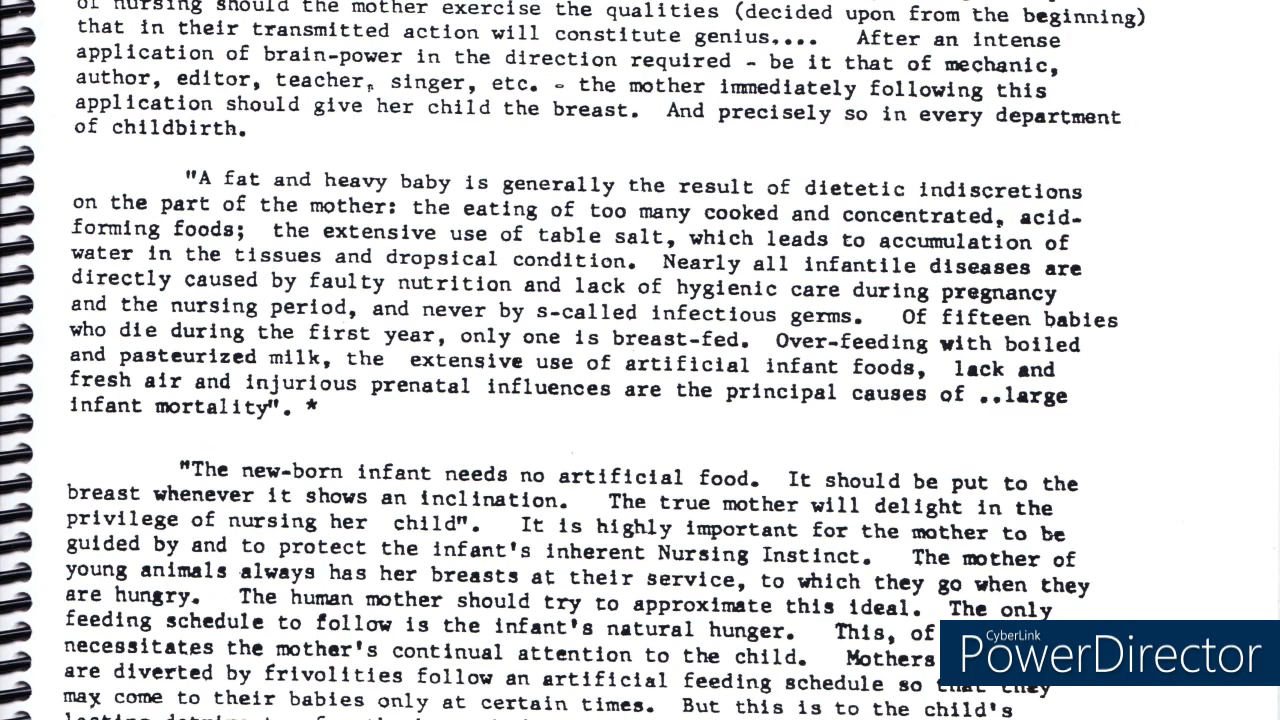 of nursing should the mother exercise the qualities (decided upon from the beginning)
that in their transmitted action will constitute genius.... After an intense
application of brain-power in the direction required - be it that of mechanic,
author, editor, teacher, singer, etc. - the mother immediately following this
application should give her child the breast. And precisely so in every department
of childbirth.
"A fat and heavy baby is generally the result of dietetic indiscretions
on the part of the mother: the eating of too many cooked and concentrated, acid-
forming foods; the extensive use of table salt, which leads to accumulation of
water in the tissues and dropsical condition. Nearly all infantile diseases are
directly caused by faulty nutrition and lack of hygienic care during pregnancy
and the nursing period, and never by s-called infectious germs. Of fifteen babies
who die during the first year, only one is breast-fed. Over-feeding with boiled
and pasteurized milk, the extensive use of artificial infant foods, lack and
fresh air and injurious prenatal influences are the principal causes of ..large
infant mortality". *
"The new-born infant needs no artificial food. It should be put to the
breast whenever it shows an inclination. The true mother will delight in the
privilege of nursing her child". It is highly important for the mother to be
guided by and to protect the infant's inherent Nursing Instinct. The mother of
young animals always has her breasts at their service, to which they go when they
are hungry. The human mother should try to approximate this ideal. The only
feeding schedule to follow is the infant's natural hunger. This, of
necessitates the mother's continual attention to the child. Mothers
are diverted by frivolities follow an artificial feeding schedule so that they
may come to their babies only at certain times. But this is to the child's
CyberLink
PowerDirector